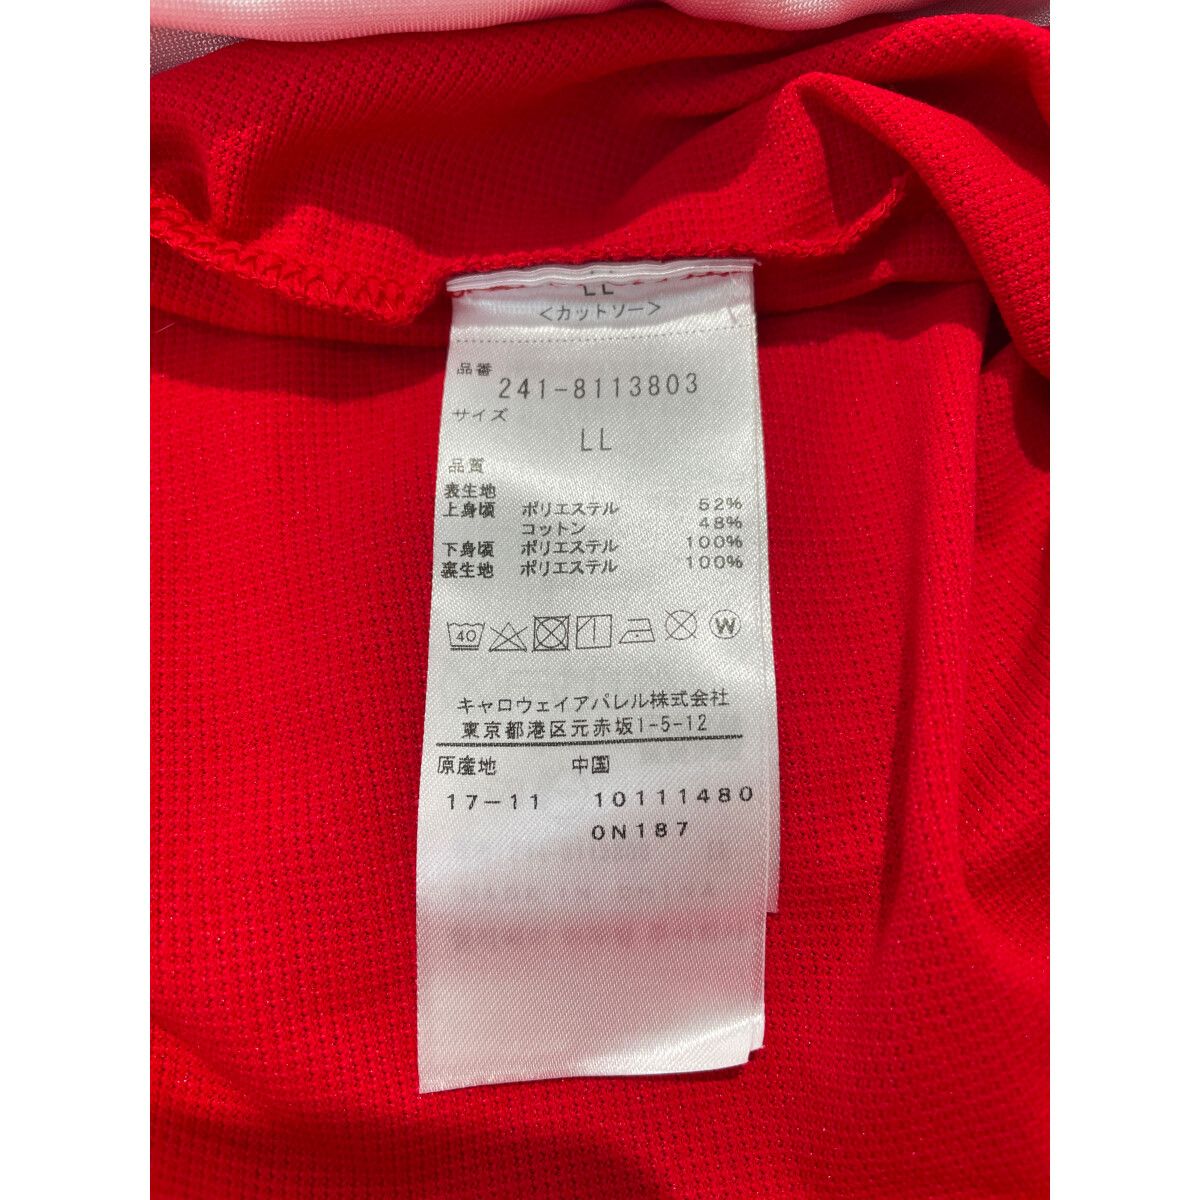 LL
<カットソー>
品番
241-8113803
サイズ
LL
品質
表生地
上身頃 ポリエステル 52%
コットン 48%
下身頃 ポリエステル 100%
裏生地 ポリエステル 100%
40 W
キャロウェイアパレル株式会社
東京都港区元赤坂1-5-12
原産地 中国
17-11 10111480
0N187